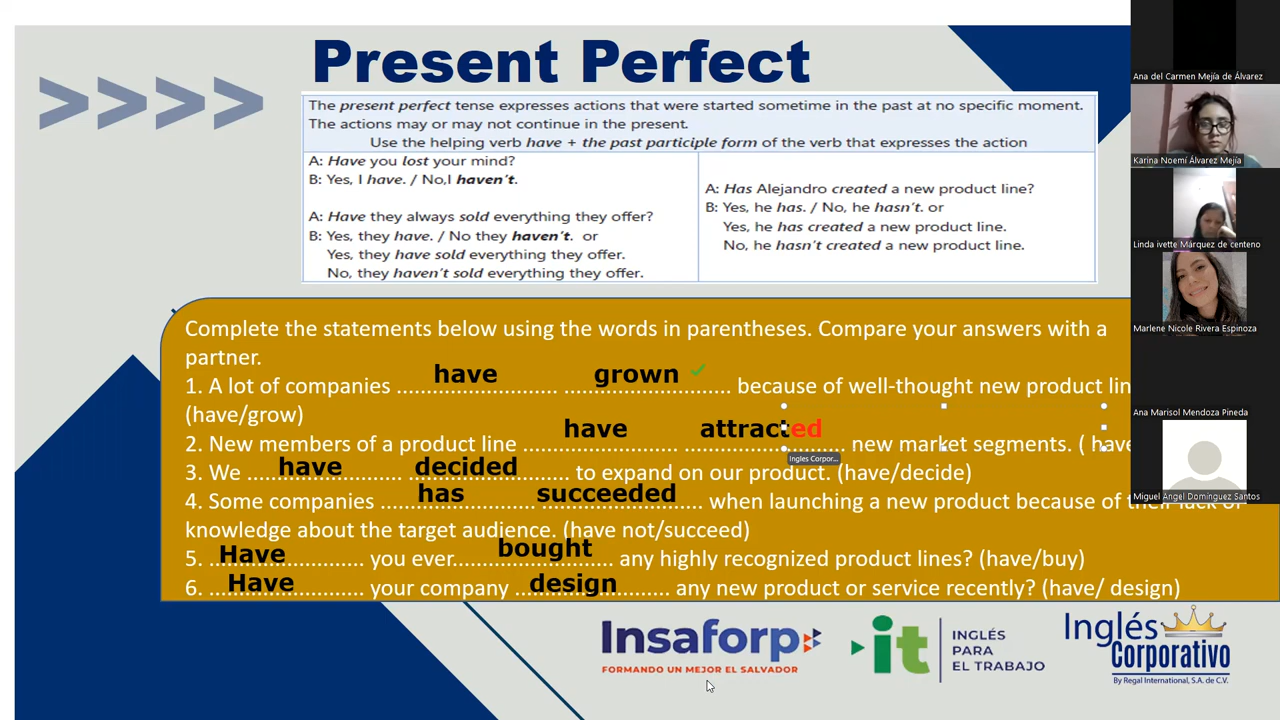 Present Perfect
The present perfect tense expresses actions that were started sometime in the past at no specific moment.
The actions may or may not continue in the present.
Use the helping verb have + the past participle form of the verb that expresses the action
A: Have you lost your mind?
B: Yes, I have. / No,I haven't.
A: Have they always sold everything they offer?
B: Yes, they have. / No they haven't. or
Yes, they have sold everything they offer.
No, they haven't sold everything they offer.
A: Has Alejandro created a new product line?
B: Yes, he has. / No, he hasn't. or
Yes, he has created a new product line.
No, he hasn't created a new product line.
Complete the statements below using the words in parentheses. Compare your answers with a
partner.
1. A lot of companies have grown because of well-thought new product lin
(have/grow)
2. New members of a product line have attracted new market segments. ( have
Ingles Corpor...
3. We have decided to expand on our product. (have/decide)
4. Some companies has succeeded when launching a new product because of their lack of
knowledge about the target audience. (have not/succeed)
5. Have you ever bought any highly recognized product lines? (have/buy)
6. Have your company design any new product or service recently? (have/ design)
Insaforp
FORMANDO UN MEJOR EL SALVADOR
it
INGLÉS
PARA
EL TRABAJO
Inglés
Corporativo
By Regal International, S.A. de C.V.
Ana del Carmen Mejía de Álvarez
Karina Noemí Álvarez Mejía
Linda ivette Márquez de centeno
Marlene Nicole Rivera Espinoza
Ana Marisol Mendoza Pineda
Miguel Angel Domínguez Santos